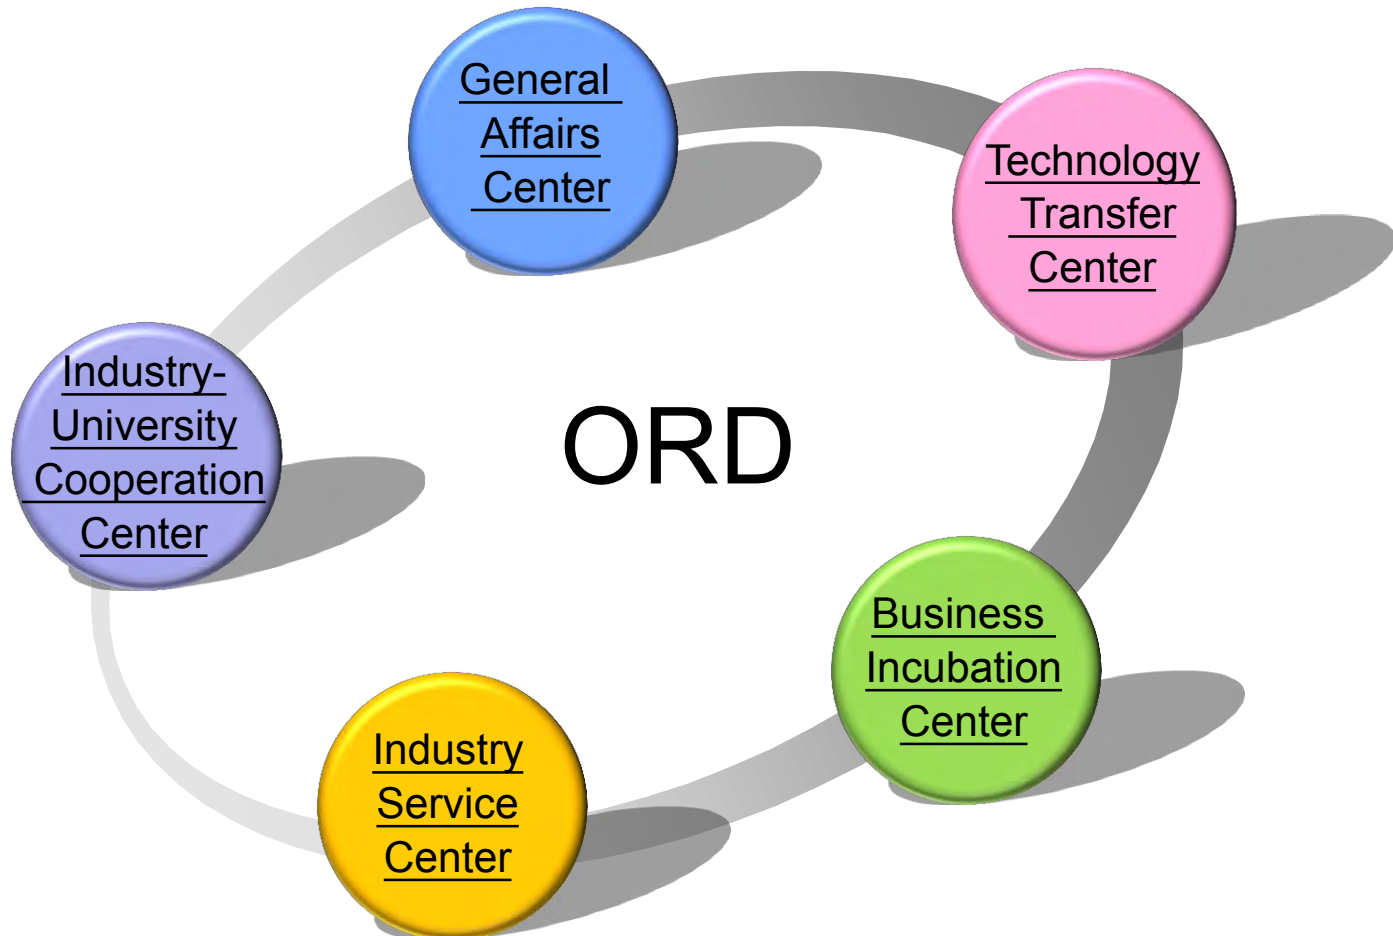 General
Affairs
Center
Technology
Transfer
Center
Industry-
University
Cooperation
Center
ORD
Business
Incubation
Center
Industry
Service
Center